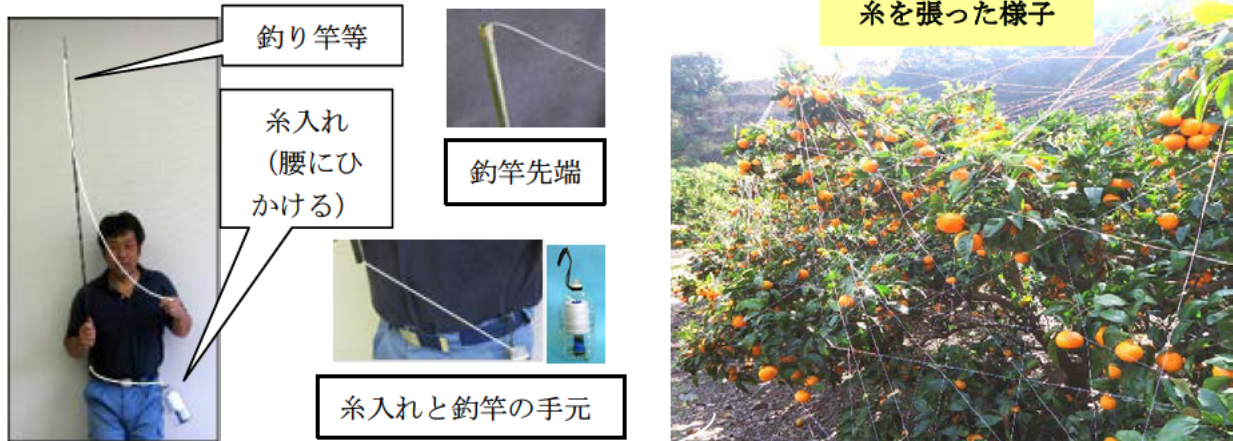 釣り竿等
糸入れ
（腰にひ
かける）
釣竿先端
糸入れと釣竿の手元
糸を張った様子